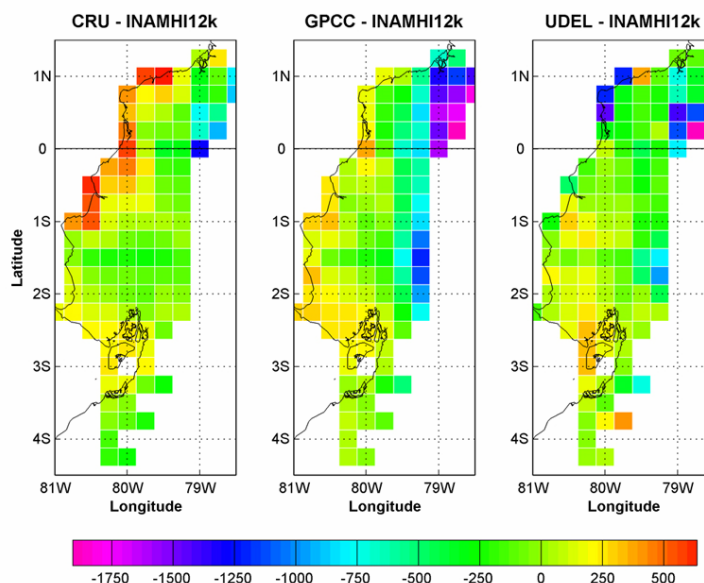 CRU - INAMHI12k GPCC - INAMHI12k UDEL - INAMHI12k
1N 1N 1N
0 0 0
1S 1S 1S
2S 2S 2S
3S 3S 3S
4S 4S 4S
Latitude
81W 80W 79W 81W 80W 79W 81W 80W 79W
Longitude Longitude Longitude
-1750 -1500 -1250 -1000 -750 -500 -250 0 250 500